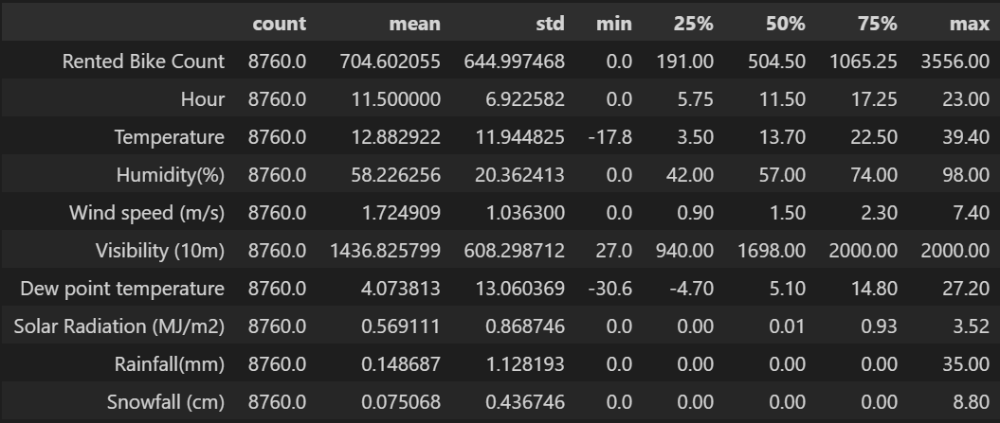 count mean std min 25% 50% 75% max
Rented Bike Count 8760.0 704.602055 644.997468 0.0 191.00 504.50 1065.25 3556.00
Hour 8760.0 11.500000 6.922582 0.0 5.75 11.50 17.25 23.00
Temperature 8760.0 12.882922 11.944825 -17.8 3.50 13.70 22.50 39.40
Humidity(%) 8760.0 58.226256 20.362413 0.0 42.00 57.00 74.00 98.00
Wind speed (m/s) 8760.0 1.724909 1.036300 0.0 0.90 1.50 2.30 7.40
Visibility (10m) 8760.0 1436.825799 608.298712 27.0 940.00 1698.00 2000.00 2000.00
Dew point temperature 8760.0 4.073813 13.060369 -30.6 -4.70 5.10 14.80 27.20
Solar Radiation (MJ/m2) 8760.0 0.569111 0.868746 0.0 0.00 0.01 0.93 3.52
Rainfall(mm) 8760.0 0.148687 1.128193 0.0 0.00 0.00 0.00 35.00
Snowfall (cm) 8760.0 0.075068 0.436746 0.0 0.00 0.00 0.00 8.80